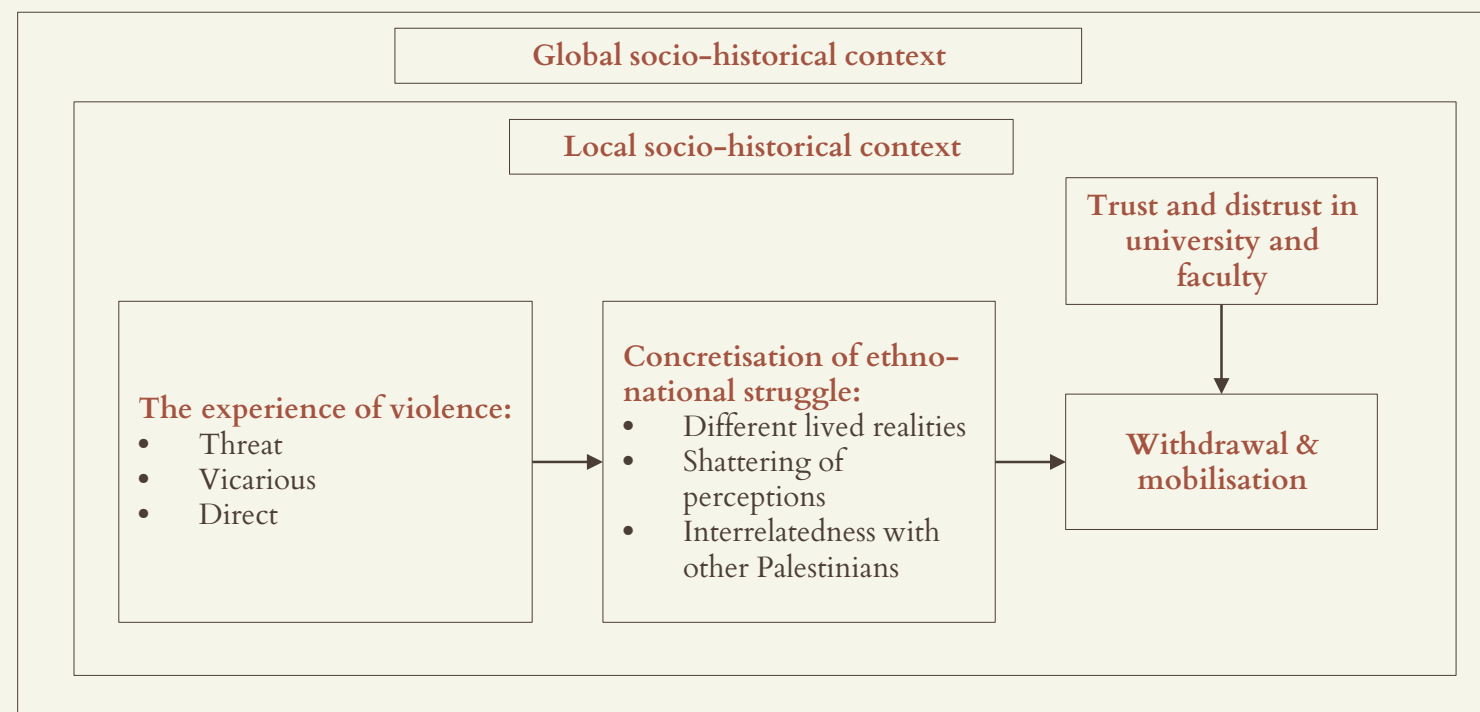 Global socio-historical context
Local socio-historical context
Trust and distrust in
university and
faculty
The experience of violence:
• Threat
• Vicarious
• Direct
Concretisation of ethno-
national struggle:
• Different lived realities
• Shattering of
perceptions
• Interrelatedness with
other Palestinians
Withdrawal &
mobilisation